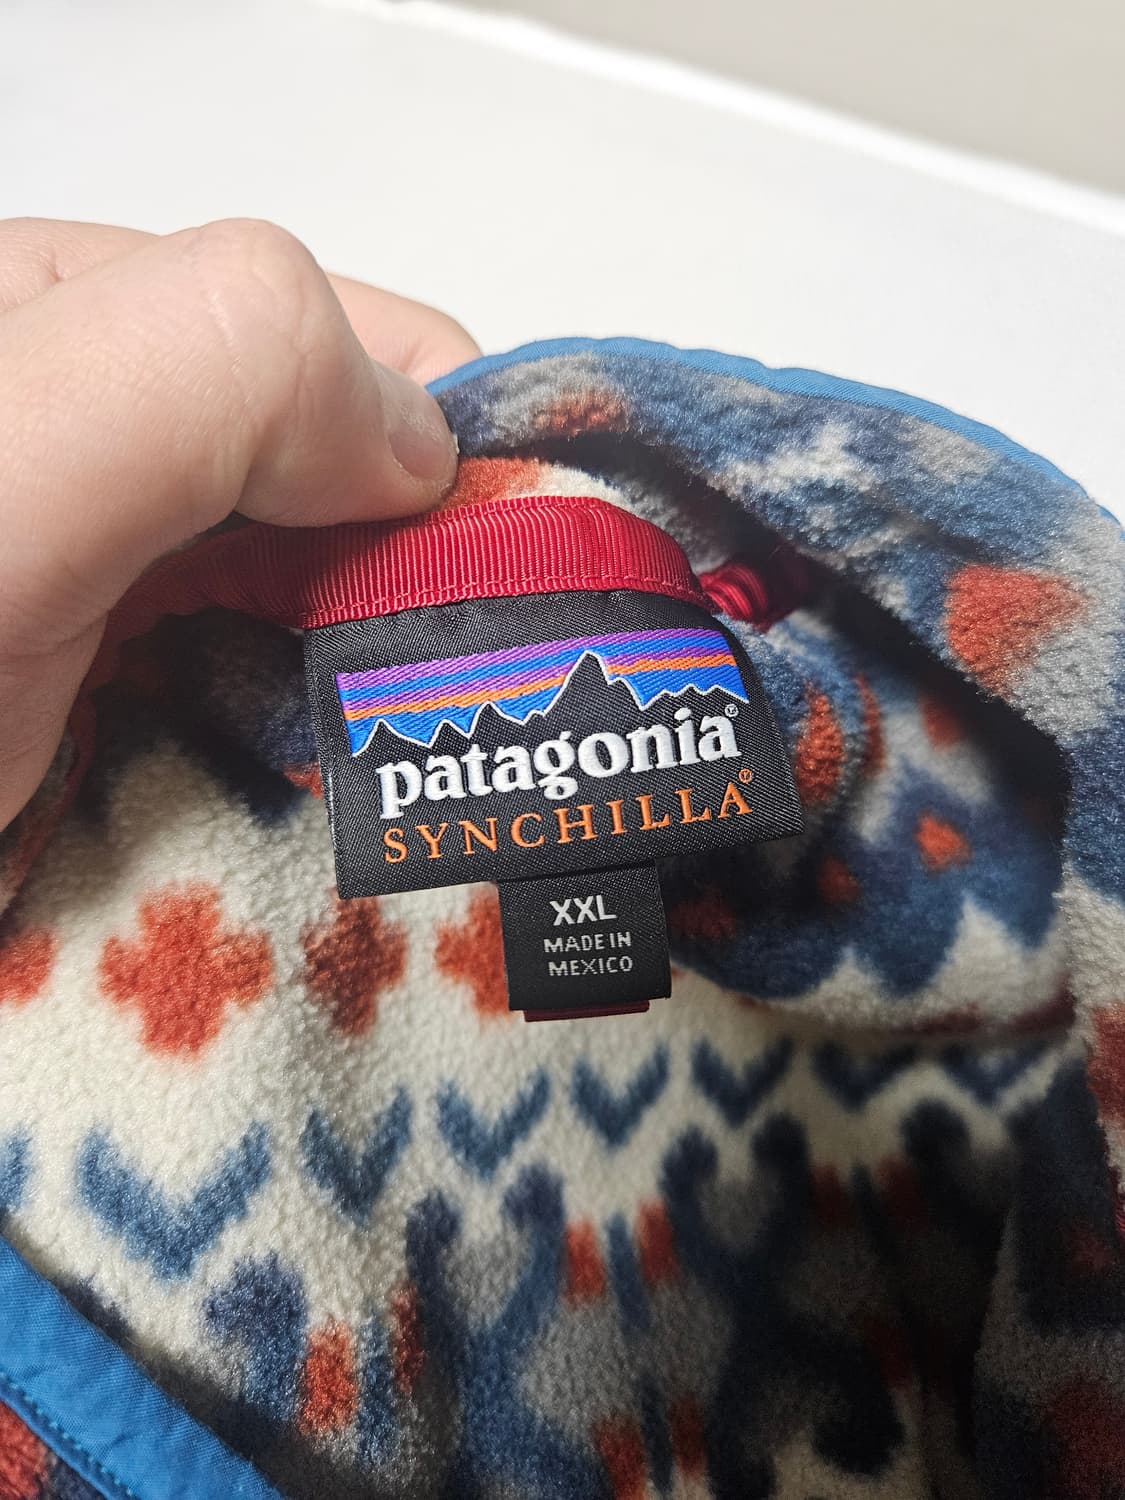 patagonia®
SYNCHILLA®
XXL
MADE IN
MEXICO